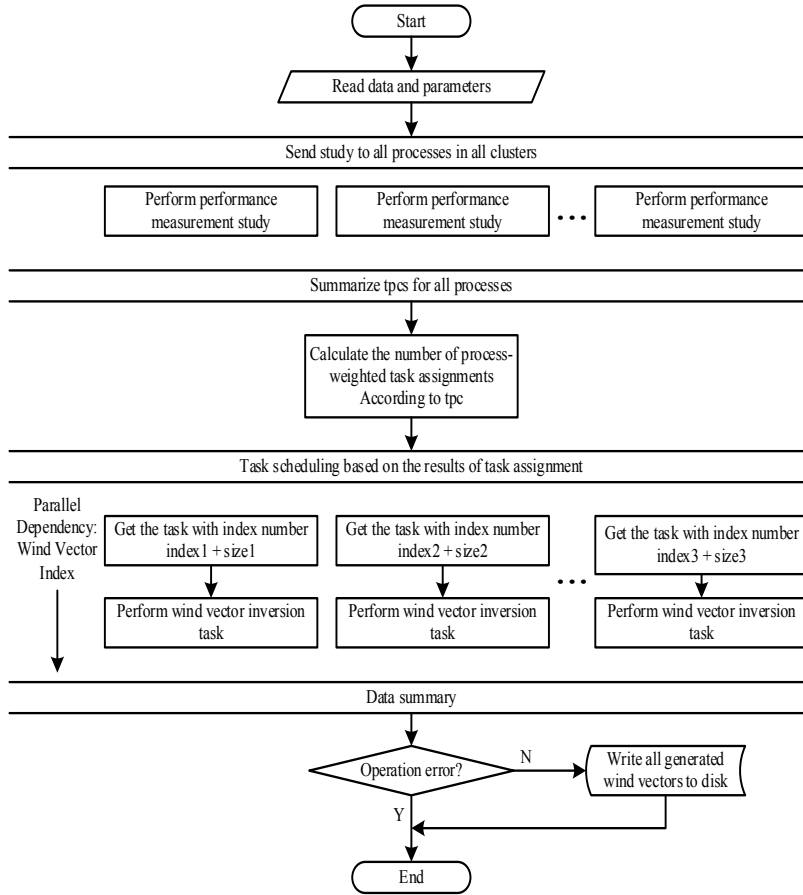 Start
Read data and parameters
Send study to all processes in all clusters
Perform performance
measurement study
Perform performance
measurement study
...
Perform performance
measurement study
Summarize tpcs for all processes
Calculate the number of process-
weighted task assignments
According to tpc
Task scheduling based on the results of task assignment
Parallel
Dependency:
Wind Vector
Index
Get the task with index number
index1 + size1
Get the task with index number
index2 + size2
...
Get the task with index number
index3 + size3
Perform wind vector inversion
task
Perform wind vector inversion
task
Perform wind vector inversion
task
Data summary
Operation error?
N
Write all generated
wind vectors to disk
Y
End